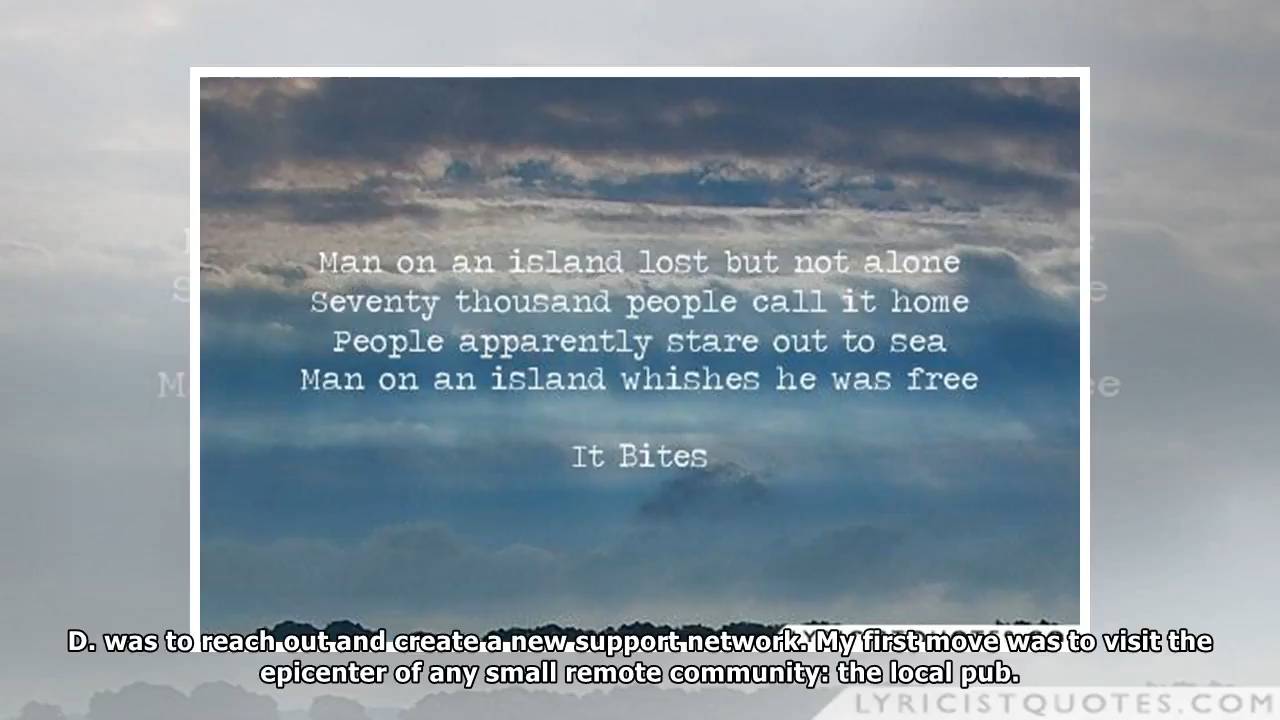 Man on an island lost but not alone
Seventy thousand people call it home
People apparently stare out to sea
Man on an island whishes he was free
It Bites
D. was to reach out and create a new support network. My first move was to visit the
epicenter of any small remote community: the local pub.
LYRICISTQUOTES.COM